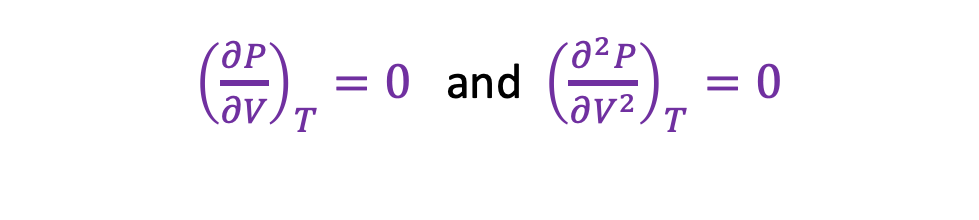 (∂P/∂V)_T = 0 and (∂²P/∂V²)_T = 0